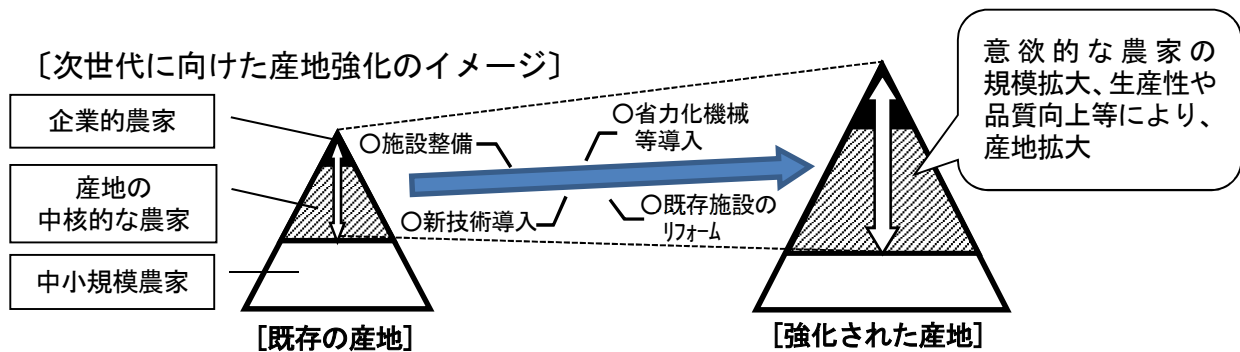 〔次世代に向けた産地強化のイメージ〕
企業的農家
産地の
中核的な農家
中小規模農家
○施設整備
○省力化機械
等導入
○新技術導入
○既存施設の
ﾘﾌｫｰﾑ
意欲的な農家の
規模拡大、生産性や
品質向上等により、
産地拡大
［既存の産地］
［強化された産地］